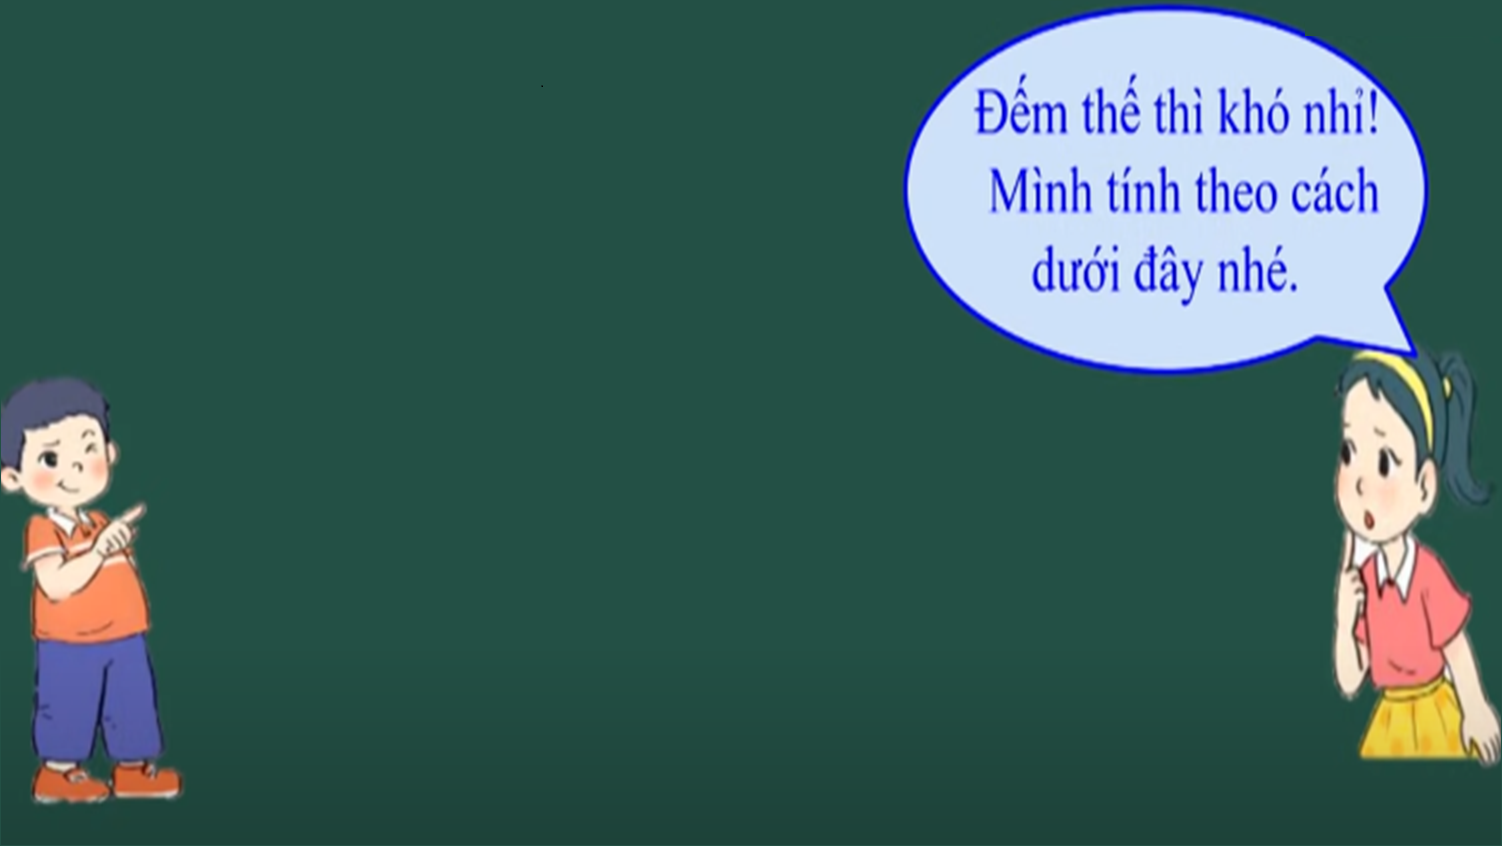 Đếm thế thì khó nhỉ!
Mình tính theo cách
dưới đây nhé.